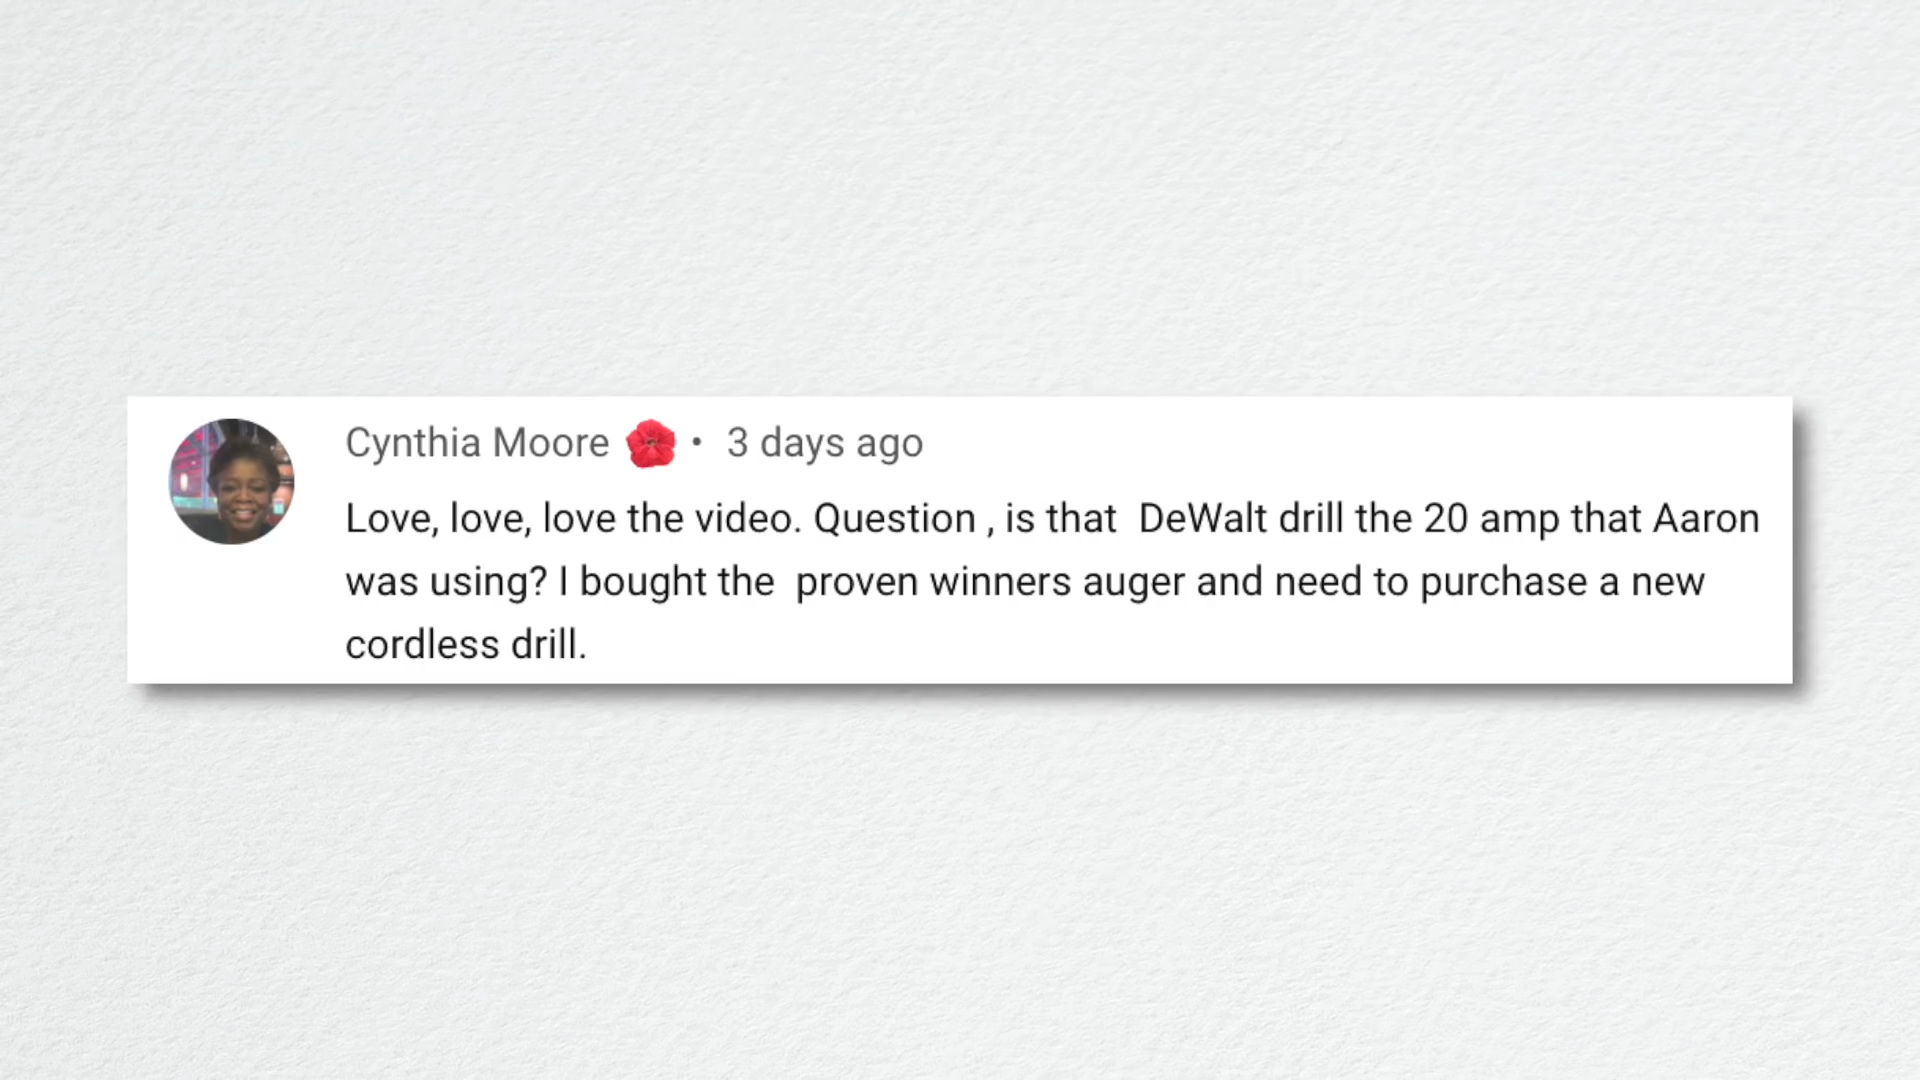 Cynthia Moore • 3 days ago
Love, love, love the video. Question , is that  DeWalt drill the 20 amp that Aaron
was using? I bought the  proven winners auger and need to purchase a new
cordless drill.